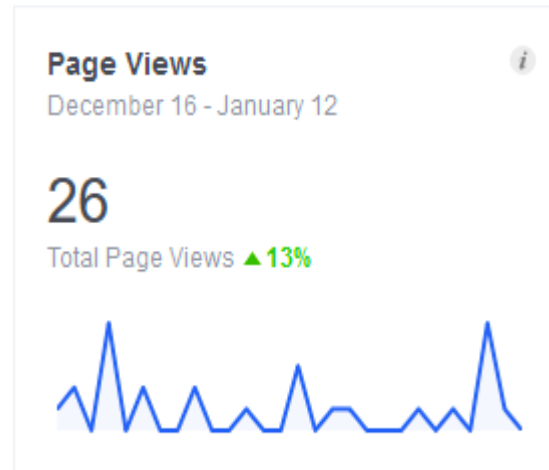 Page Views
i
December 16 - January 12
26
Total Page Views ▲ 13%